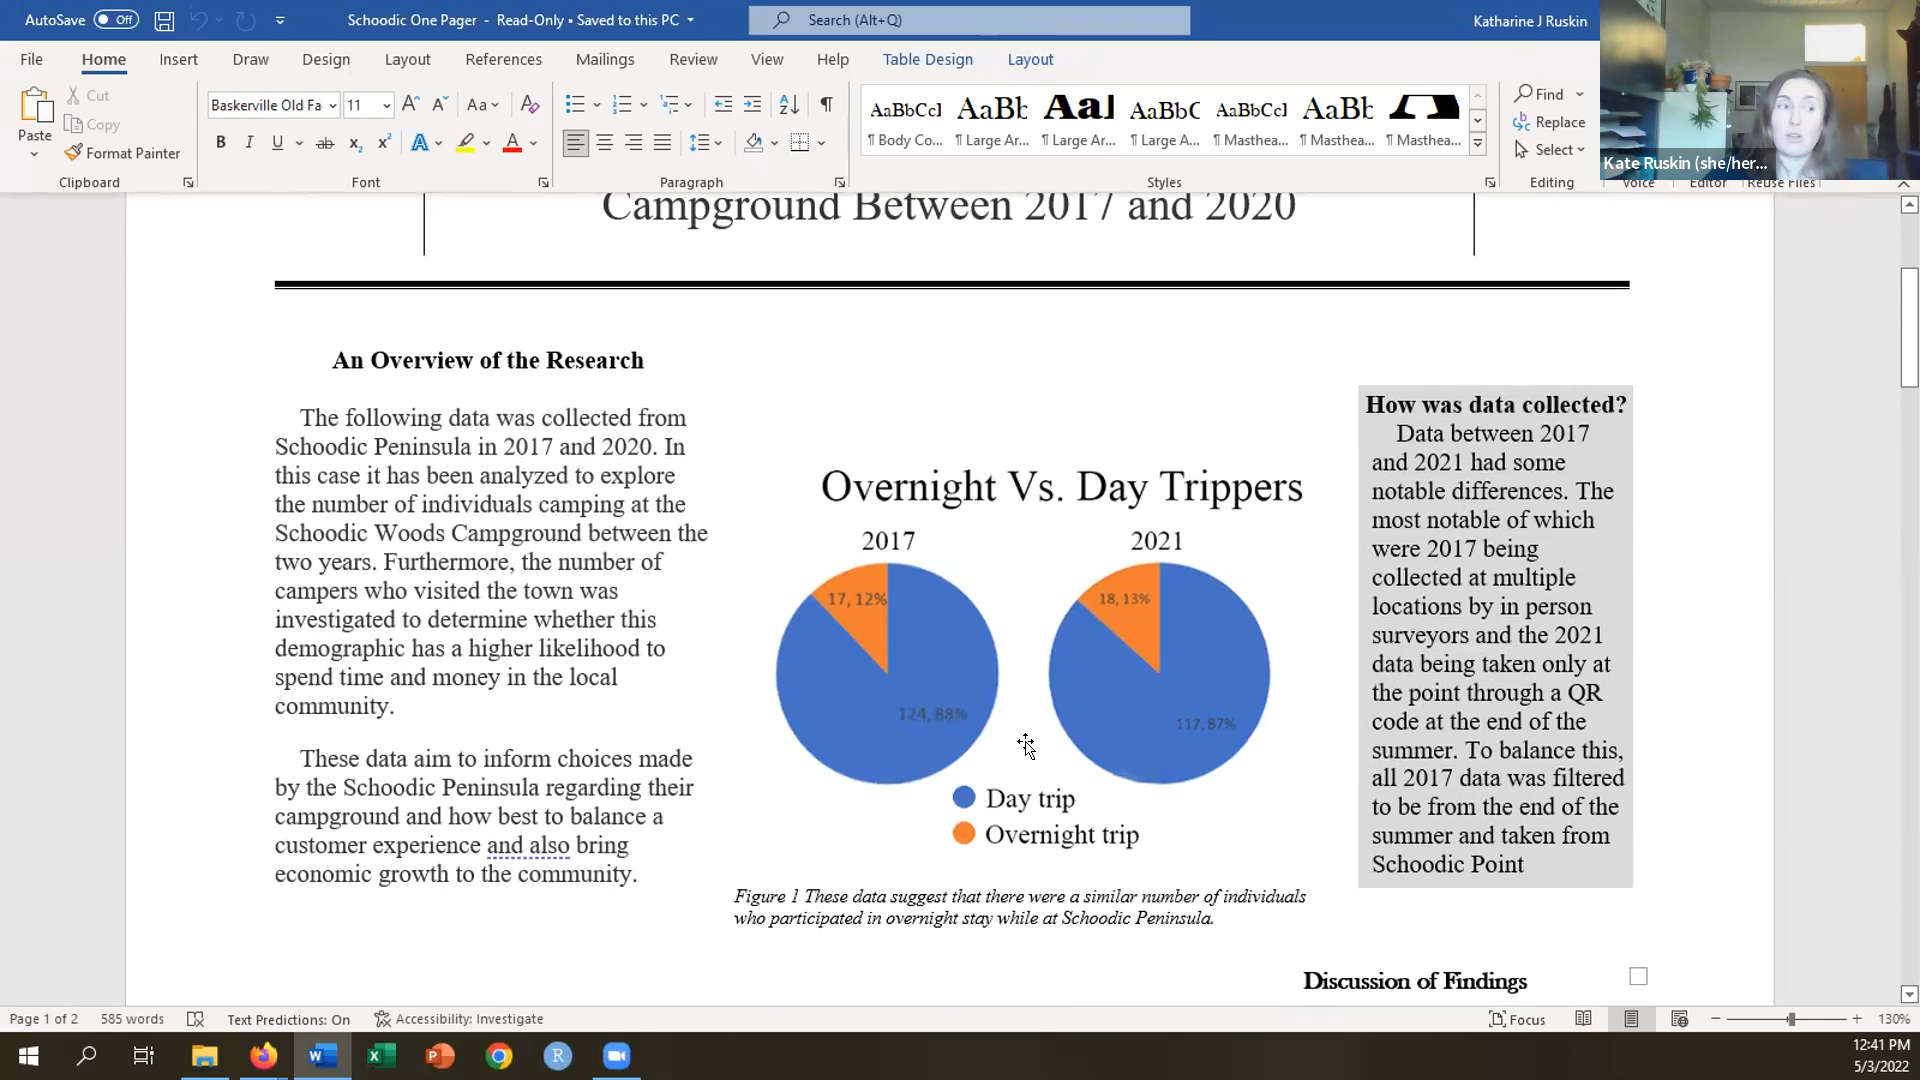 AutoSave Off Schoodic One Pager - Read-Only • Saved to this PC Search (Alt+Q) Katharine J Ruskin
File Home Insert Draw Design Layout References Mailings Review View Help Table Design Layout
Paste Cut Copy Format Painter
Baskerville Old Fa 11 Aa
B I U ab x₂ x² A A
AaBbCcI AaBb AaI AaBbC AaBbCcI AaBb
¶ Body Co... ¶ Large Ar... ¶ Large Ar... ¶ Large A... ¶ Masthea... ¶ Masthea... ¶ Masthea...
Find
Replace
Select
Kate Ruskin (she/her...
Clipboard Font Paragraph Styles Editing Voice Editor Reuse Files
Campground Between 2017 and 2020
An Overview of the Research
The following data was collected from
Schoodic Peninsula in 2017 and 2020. In
this case it has been analyzed to explore
the number of individuals camping at the
Schoodic Woods Campground between the
two years. Furthermore, the number of
campers who visited the town was
investigated to determine whether this
demographic has a higher likelihood to
spend time and money in the local
community.
These data aim to inform choices made
by the Schoodic Peninsula regarding their
campground and how best to balance a
customer experience and also bring
economic growth to the community.
Overnight Vs. Day Trippers
2017 2021
17, 12% 18, 13%
124, 88% 117, 87%
Day trip
Overnight trip
Figure 1 These data suggest that there were a similar number of individuals
who participated in overnight stay while at Schoodic Peninsula.
How was data collected?
Data between 2017
and 2021 had some
notable differences. The
most notable of which
were 2017 being
collected at multiple
locations by in person
surveyors and the 2021
data being taken only at
the point through a QR
code at the end of the
summer. To balance this,
all 2017 data was filtered
to be from the end of the
summer and taken from
Schoodic Point
Discussion of Findings
Page 1 of 2 585 words Text Predictions: On Accessibility: Investigate Focus 130%
12:41 PM
5/3/2022